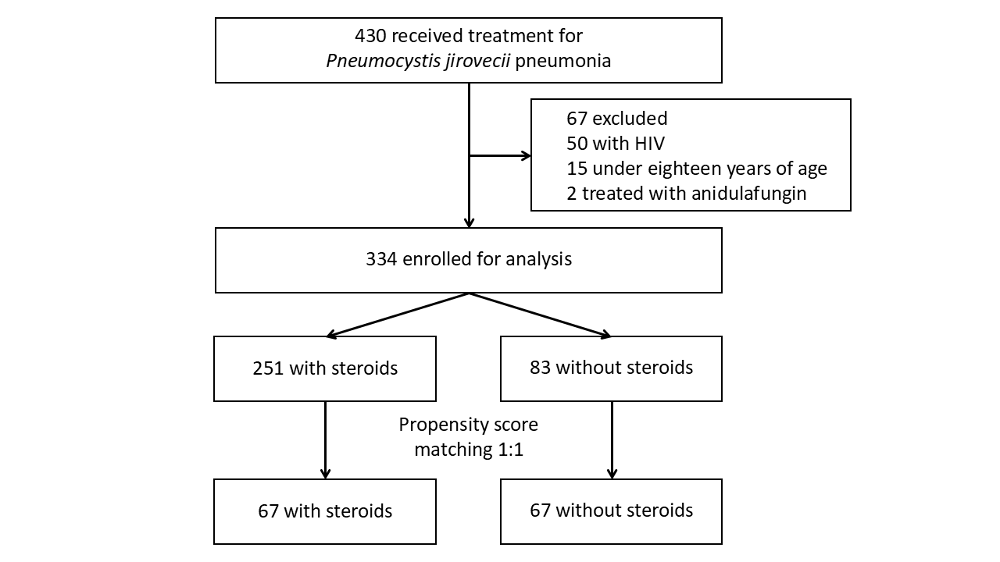 430 received treatment for
Pneumocystis jirovecii pneumonia
67 excluded
50 with HIV
15 under eighteen years of age
2 treated with anidulafungin
334 enrolled for analysis
251 with steroids
83 without steroids
Propensity score
matching 1:1
67 with steroids
67 without steroids